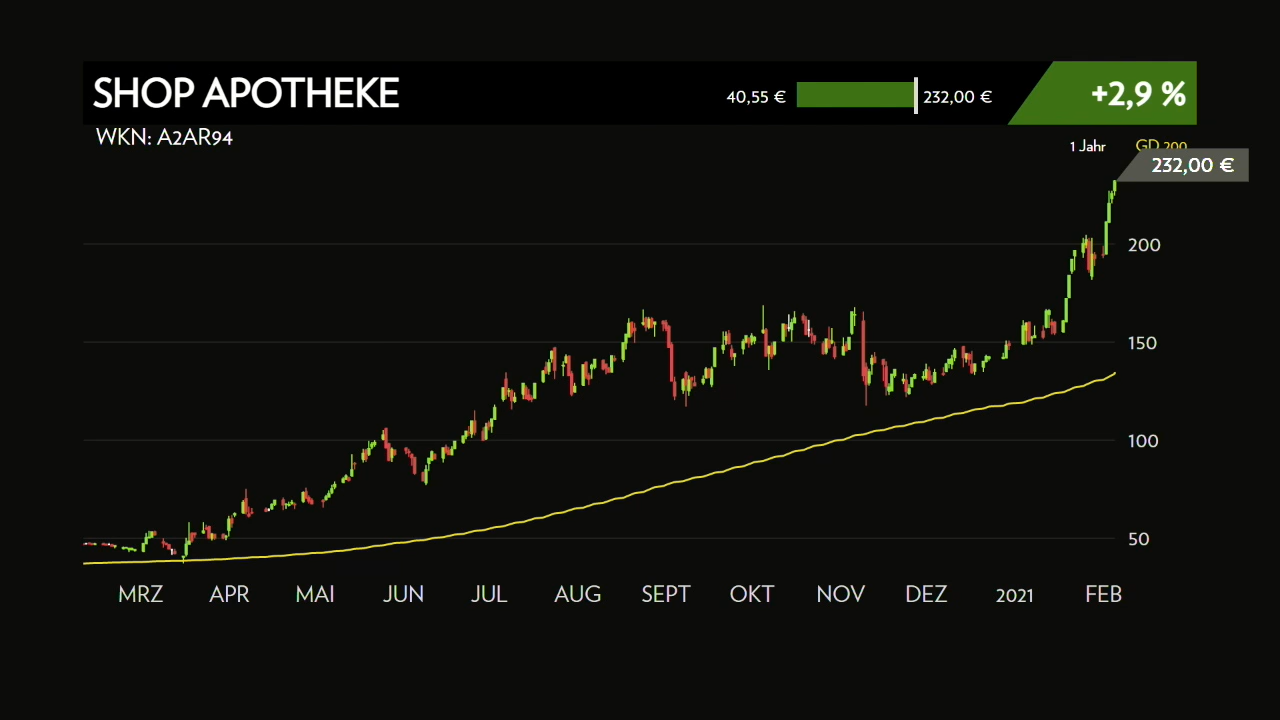 SHOP APOTHEKE
40,55 €
232,00 €
+2,9 %
WKN: A2AR94
1 Jahr
GD 200
232,00 €
200
150
100
50
MRZ APR MAI JUN JUL AUG SEPT OKT NOV DEZ 2021 FEB